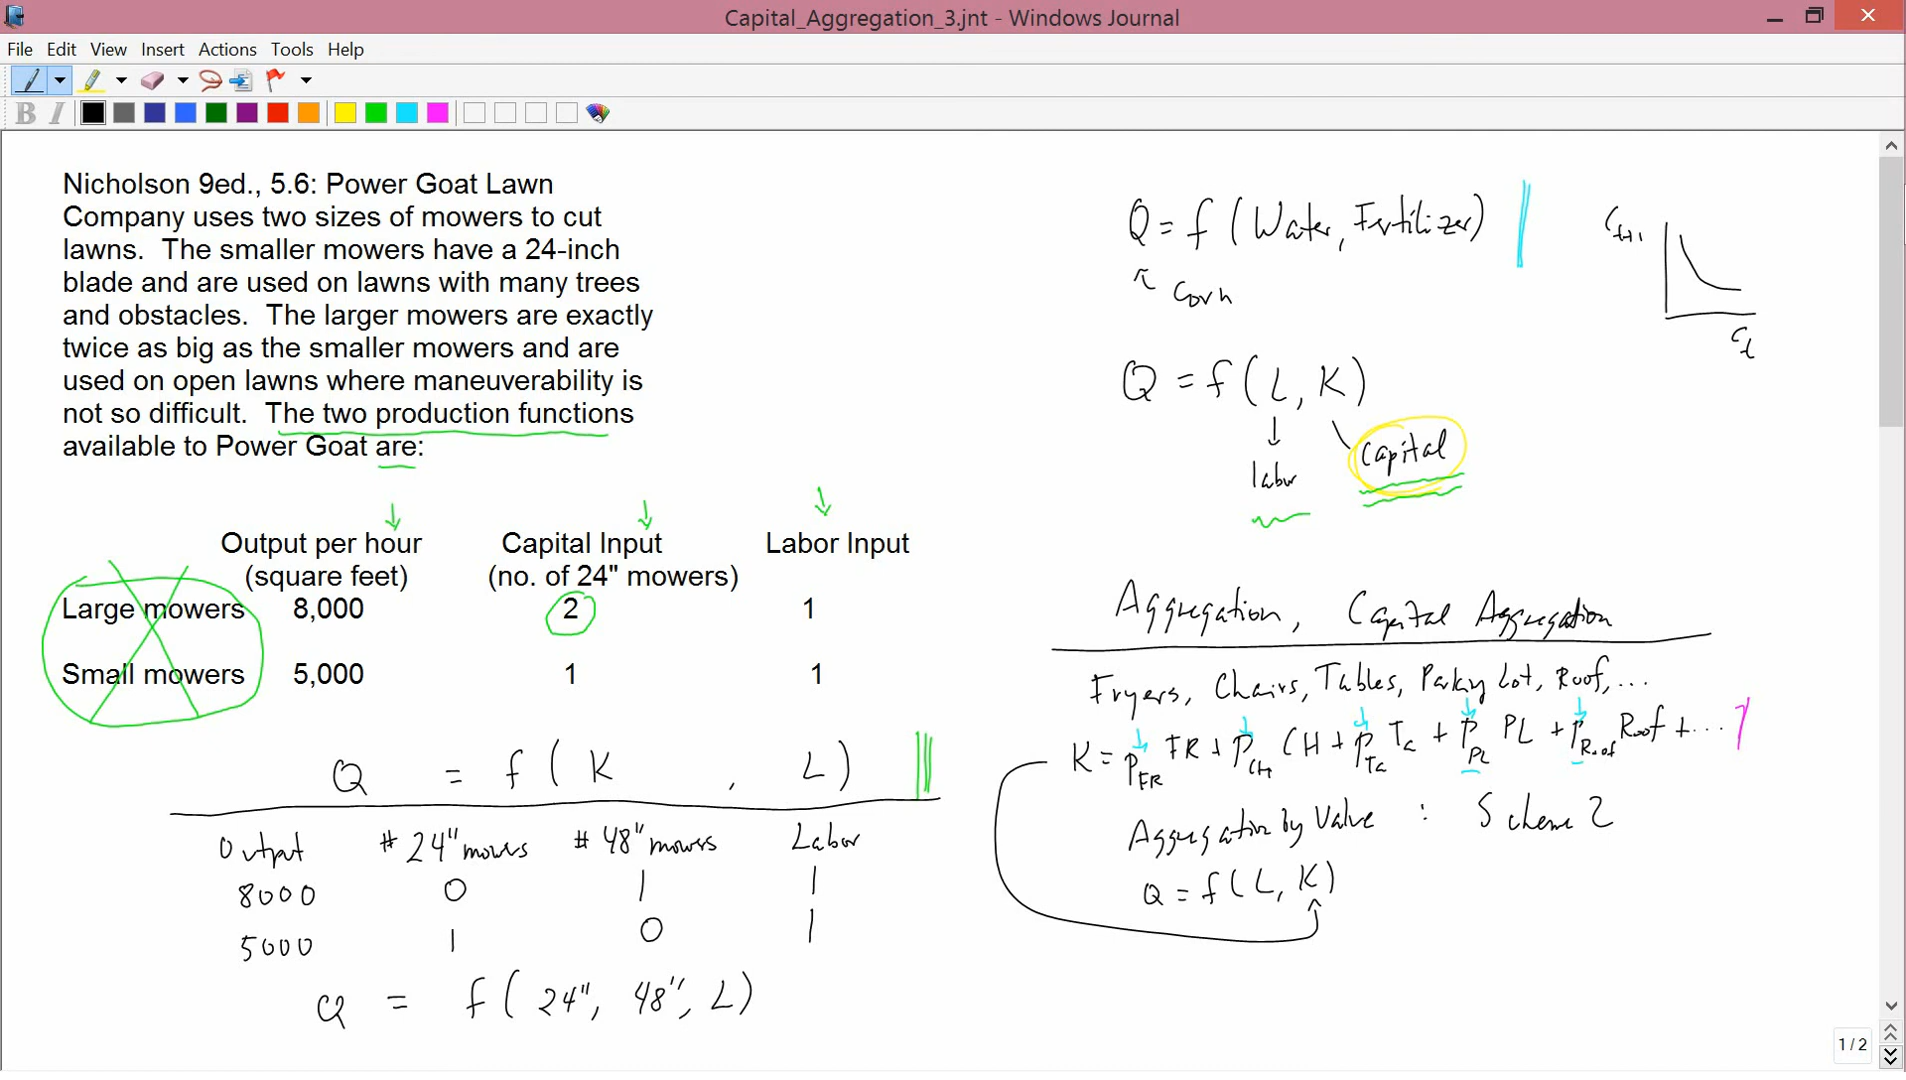 Capital_Aggregation_3.jnt - Windows Journal
File Edit View Insert Actions Tools Help
B I
Nicholson 9ed., 5.6: Power Goat Lawn
Company uses two sizes of mowers to cut
lawns. The smaller mowers have a 24-inch
blade and are used on lawns with many trees
and obstacles. The larger mowers are exactly
twice as big as the smaller mowers and are
used on open lawns where maneuverability is
not so difficult. The two production functions
available to Power Goat are:
Output per hour Capital Input Labor Input
(square feet) (no. of 24" mowers)
Large mowers 8,000 2 1
Small mowers 5,000 1 1
Q = f ( K , L )
Output # 24" mowers # 48" mowers Labor
8000 0 1 1
5000 1 0 1
Q = f ( 24", 48", L )
Q = f ( Water, Fertilizer )
Corn
C t+1
C t
Q = f ( L, K )
labor
Capital
Aggregation, Capital Aggregation
Fryers, Chairs, Tables, Parking Lot, Roof, ...
K = P FR FR + P CH CH + P Ta Ta + P PL PL + P Roof Roof + ...
Aggregation by Value : Scheme 2
Q = f ( L, K )
1 / 2